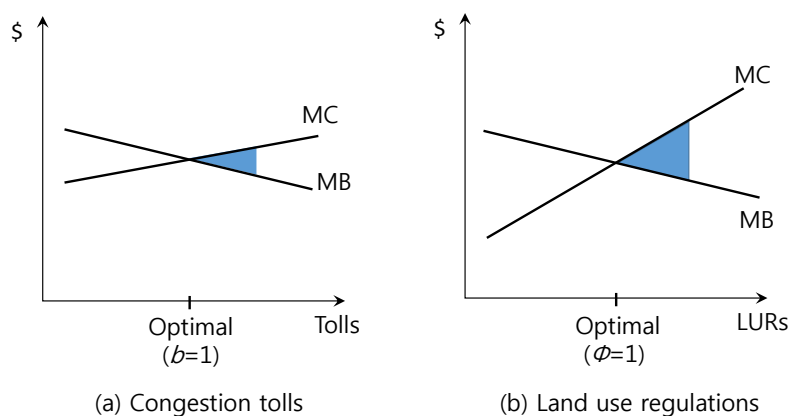 $
MC
MB
Optimal
(b=1)
Tolls
(a) Congestion tolls
$
MC
MB
Optimal
(Φ=1)
LURs
(b) Land use regulations